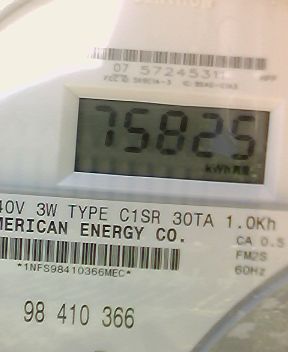 07 5724531
75825
kWh
40V 3W TYPE C1SR 30TA 1.0Kh
MERICAN ENERGY CO.
CA 0.5
FM2S
60Hz
*1NFS98410366MEC*
98 410 366